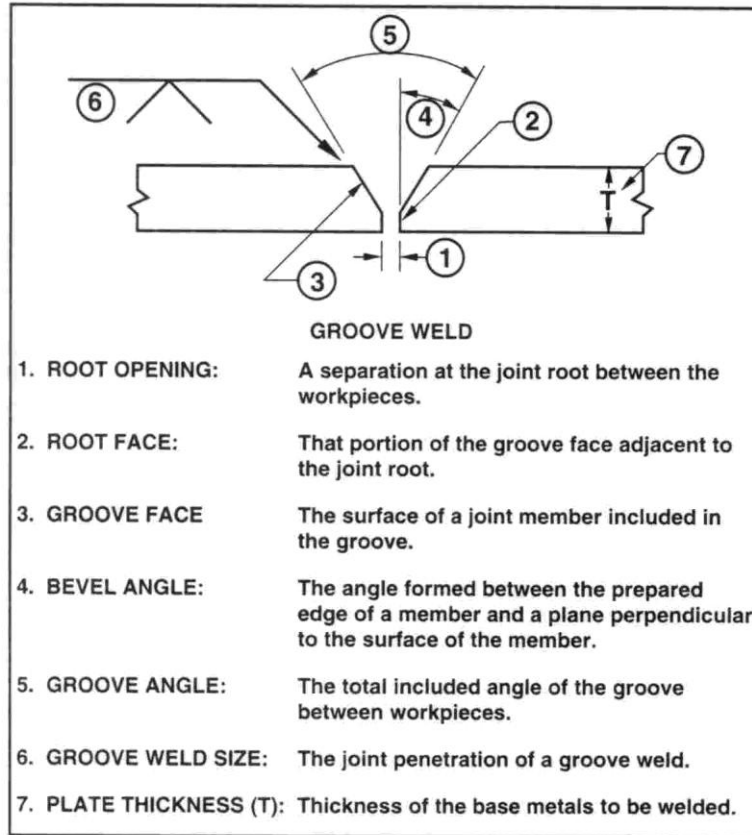 5
6
4
2
7
T
3
1
GROOVE WELD
1. ROOT OPENING: A separation at the joint root between the
workpieces.
2. ROOT FACE: That portion of the groove face adjacent to
the joint root.
3. GROOVE FACE The surface of a joint member included in
the groove.
4. BEVEL ANGLE: The angle formed between the prepared
edge of a member and a plane perpendicular
to the surface of the member.
5. GROOVE ANGLE: The total included angle of the groove
between workpieces.
6. GROOVE WELD SIZE: The joint penetration of a groove weld.
7. PLATE THICKNESS (T): Thickness of the base metals to be welded.